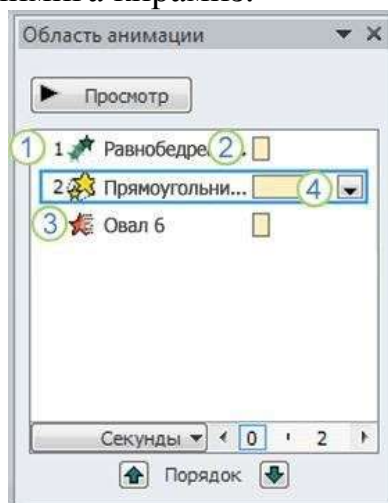 Область анимации
Просмотр
1 1 Равнобедре... 2
2 Прямоугольни... 4
3 Овал 6
Секунды 0 2
Порядок